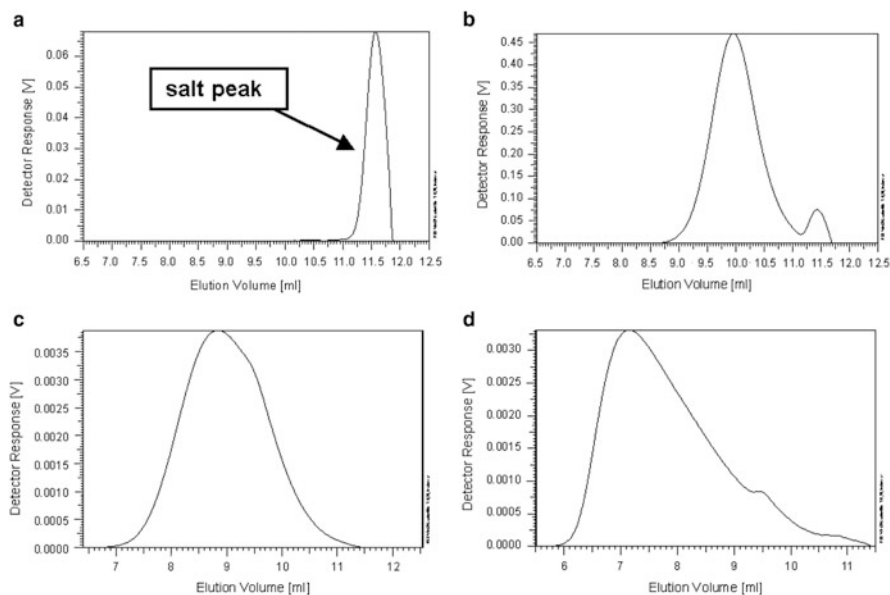 a
0.06
0.05
0.04
0.03
0.02
0.01
0.00
Detector Response [V]
salt peak
6.5 7.0 7.5 8.0 8.5 9.0 9.5 10.0 10.5 11.0 11.5 12.0 12.5
Elution Volume [ml]
b
0.45
0.40
0.35
0.30
0.25
0.20
0.15
0.10
0.05
0.00
Detector Response [V]
6.5 7.0 7.5 8.0 8.5 9.0 9.5 10.0 10.5 11.0 11.5 12.0 12.5
Elution Volume [ml]
c
0.0035
0.0030
0.0025
0.0020
0.0015
0.0010
0.0005
0.0000
Detector Response [V]
7 8 9 10 11 12
Elution Volume [ml]
d
0.0030
0.0025
0.0020
0.0015
0.0010
0.0005
0.0000
Detector Response [V]
6 7 8 9 10 11
Elution Volume [ml]